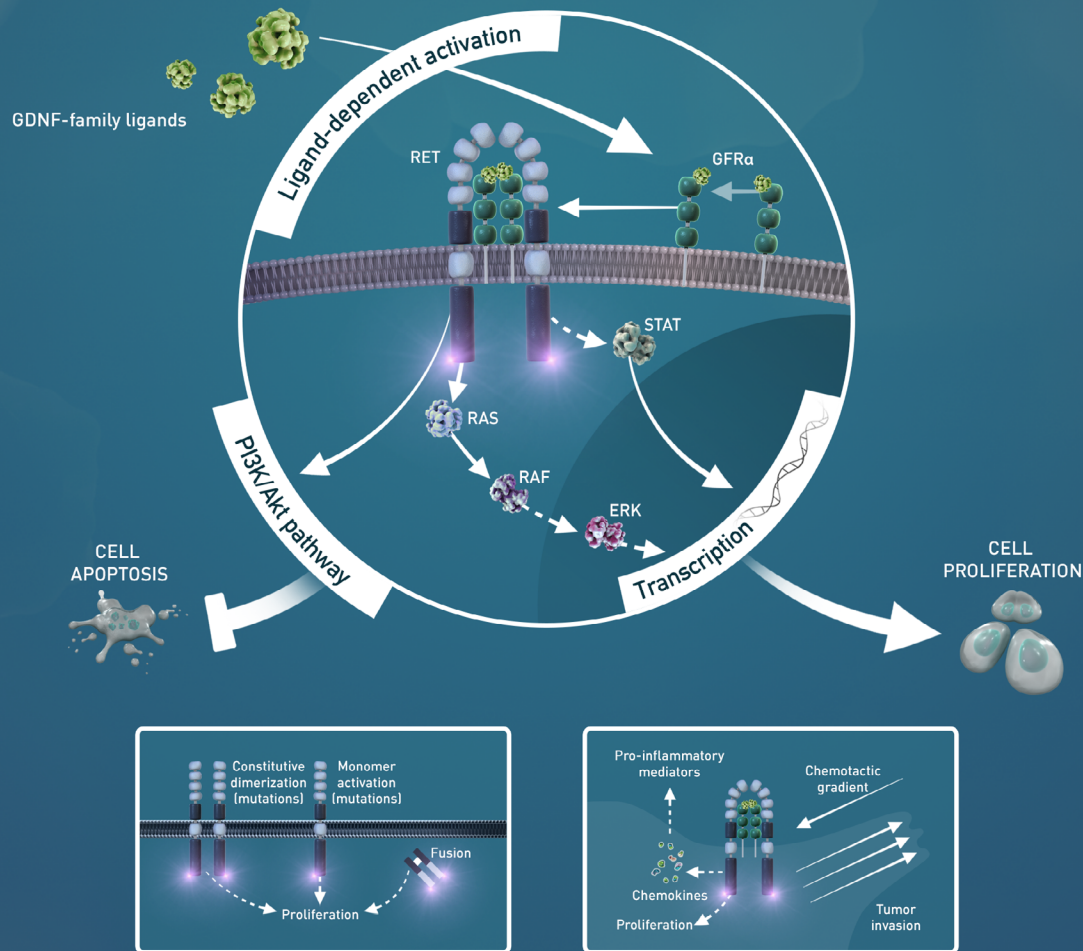 Ligand-dependent activation
GDNF-family ligands
RET
GFRα
STAT
RAS
RAF
ERK
PI3K/Akt pathway
Transcription
CELL
APOPTOSIS
CELL
PROLIFERATION
Constitutive
dimerization
(mutations)
Monomer
activation
(mutations)
Fusion
Proliferation
Pro-inflammatory
mediators
Chemotactic
gradient
Chemokines
Proliferation
Tumor
invasion